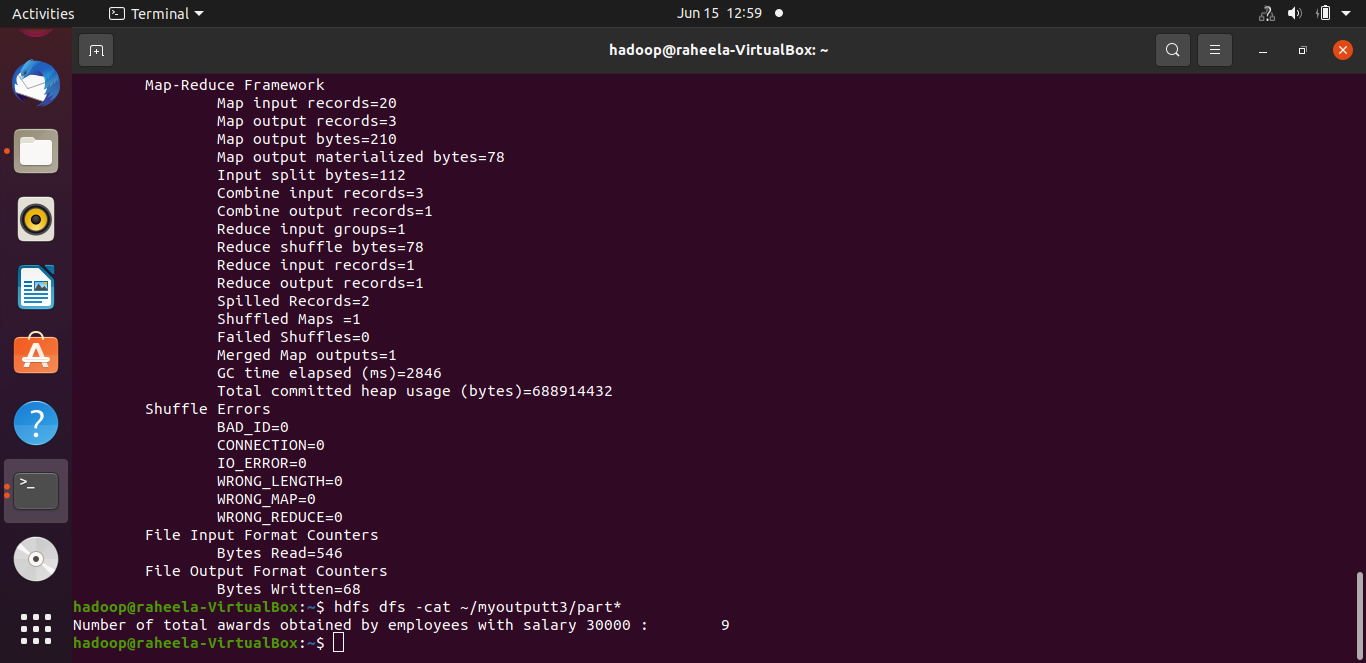 Activities
Terminal
Jun 15 12:59
hadoop@raheela-VirtualBox: ~
Map-Reduce Framework
Map input records=20
Map output records=3
Map output bytes=210
Map output materialized bytes=78
Input split bytes=112
Combine input records=3
Combine output records=1
Reduce input groups=1
Reduce shuffle bytes=78
Reduce input records=1
Reduce output records=1
Spilled Records=2
Shuffled Maps =1
Failed Shuffles=0
Merged Map outputs=1
GC time elapsed (ms)=2846
Total committed heap usage (bytes)=688914432
Shuffle Errors
BAD_ID=0
CONNECTION=0
IO_ERROR=0
WRONG_LENGTH=0
WRONG_MAP=0
WRONG_REDUCE=0
File Input Format Counters
Bytes Read=546
File Output Format Counters
Bytes Written=68
hadoop@raheela-VirtualBox:~$ hdfs dfs -cat ~/myoutputt3/part*
Number of total awards obtained by employees with salary 30000 :	9
hadoop@raheela-VirtualBox:~$